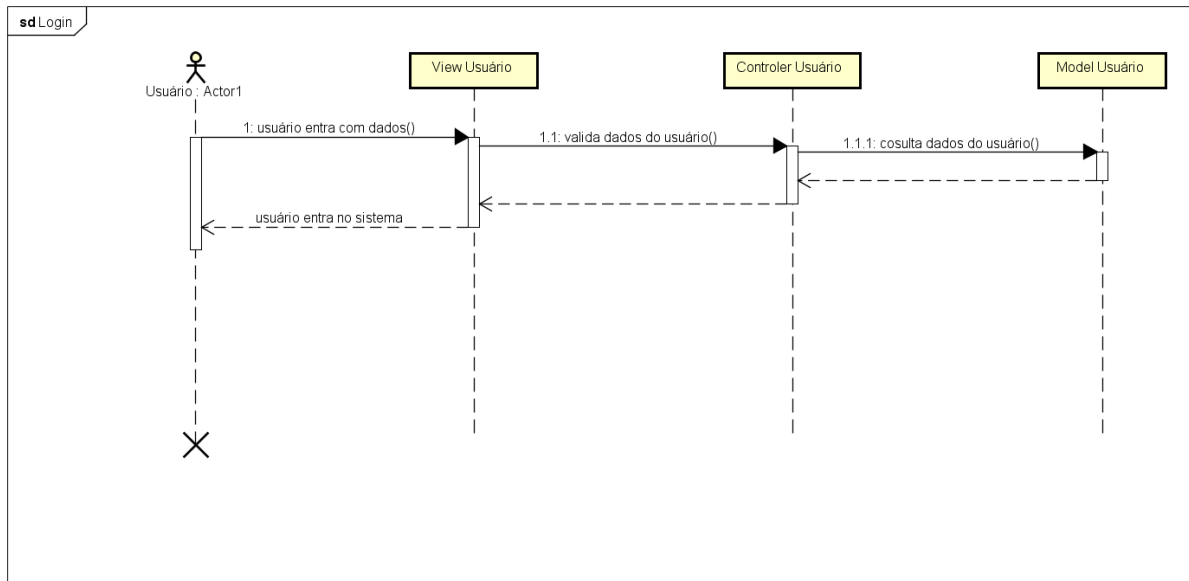 sd Login
Usuário : Actor1
View Usuário
Controler Usuário
Model Usuário
1: usuário entra com dados()
1.1: valida dados do usuário()
1.1.1: cosulta dados do usuário()
usuário entra no sistema